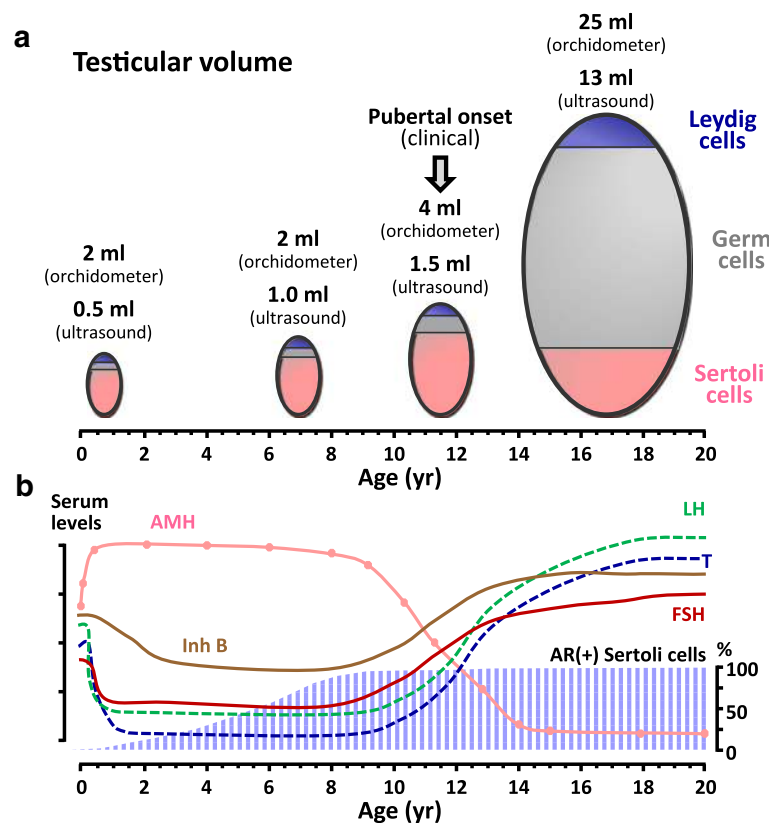 a
Testicular volume
25 ml
(orchidometer)
13 ml
(ultrasound)
Leydig
cells
Pubertal onset
(clinical)
4 ml
(orchidometer)
1.5 ml
(ultrasound)
2 ml
(orchidometer)
1.0 ml
(ultrasound)
2 ml
(orchidometer)
0.5 ml
(ultrasound)
Germ
cells
Sertoli
cells
0 2 4 6 8 10 12 14 16 18 20
Age (yr)
b
Serum
levels
AMH
LH
T
Inh B
FSH
AR(+) Sertoli cells
%
100
50
0
0 2 4 6 8 10 12 14 16 18 20
Age (yr)